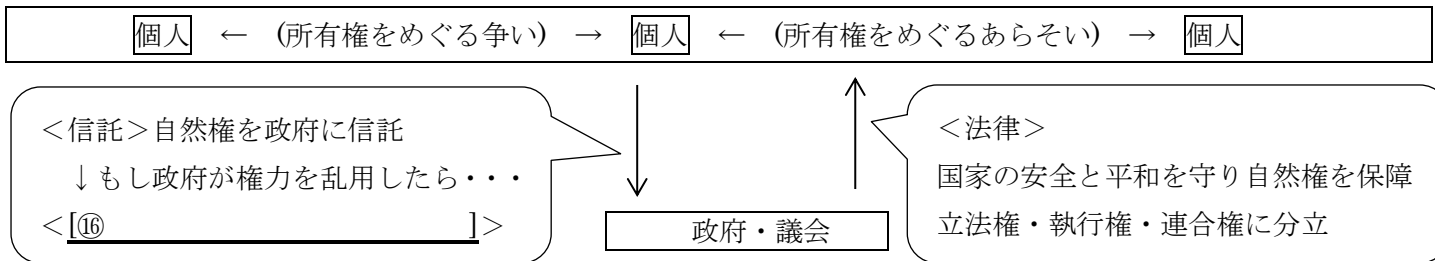 個人 ← (所有権をめぐる争い) → 個人 ← (所有権をめぐるあらそい) → 個人
＜信託＞自然権を政府に信託
↓もし政府が権力を乱用したら・・・
＜[⑯ ]＞
＜法律＞
国家の安全と平和を守り自然権を保障
立法権・執行権・連合権に分立
政府・議会